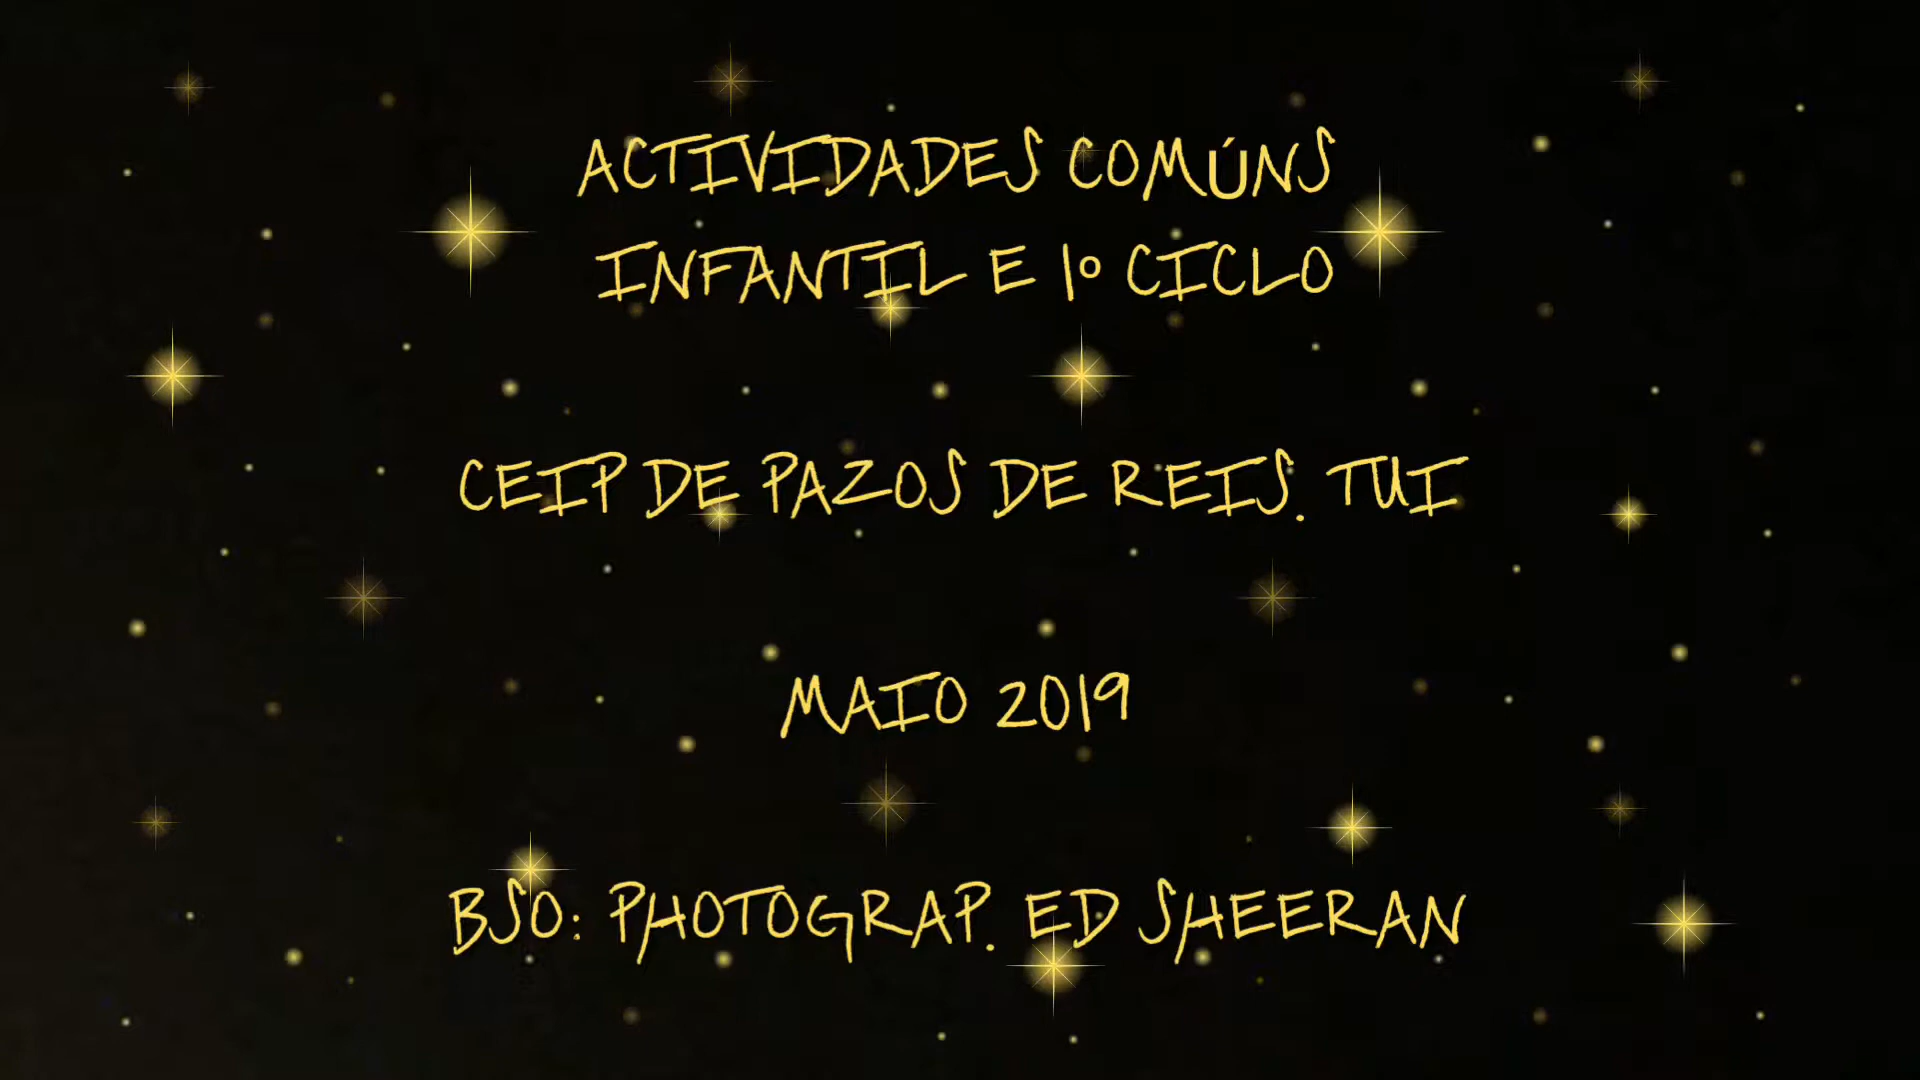 ACTIVIDADES COMÚNS
INFANTIL E 1º CICLO
CEIP DE PAZOS DE REIS. TUI
MAIO 2019
BSO: PHOTOGRAP. ED SHEERAN